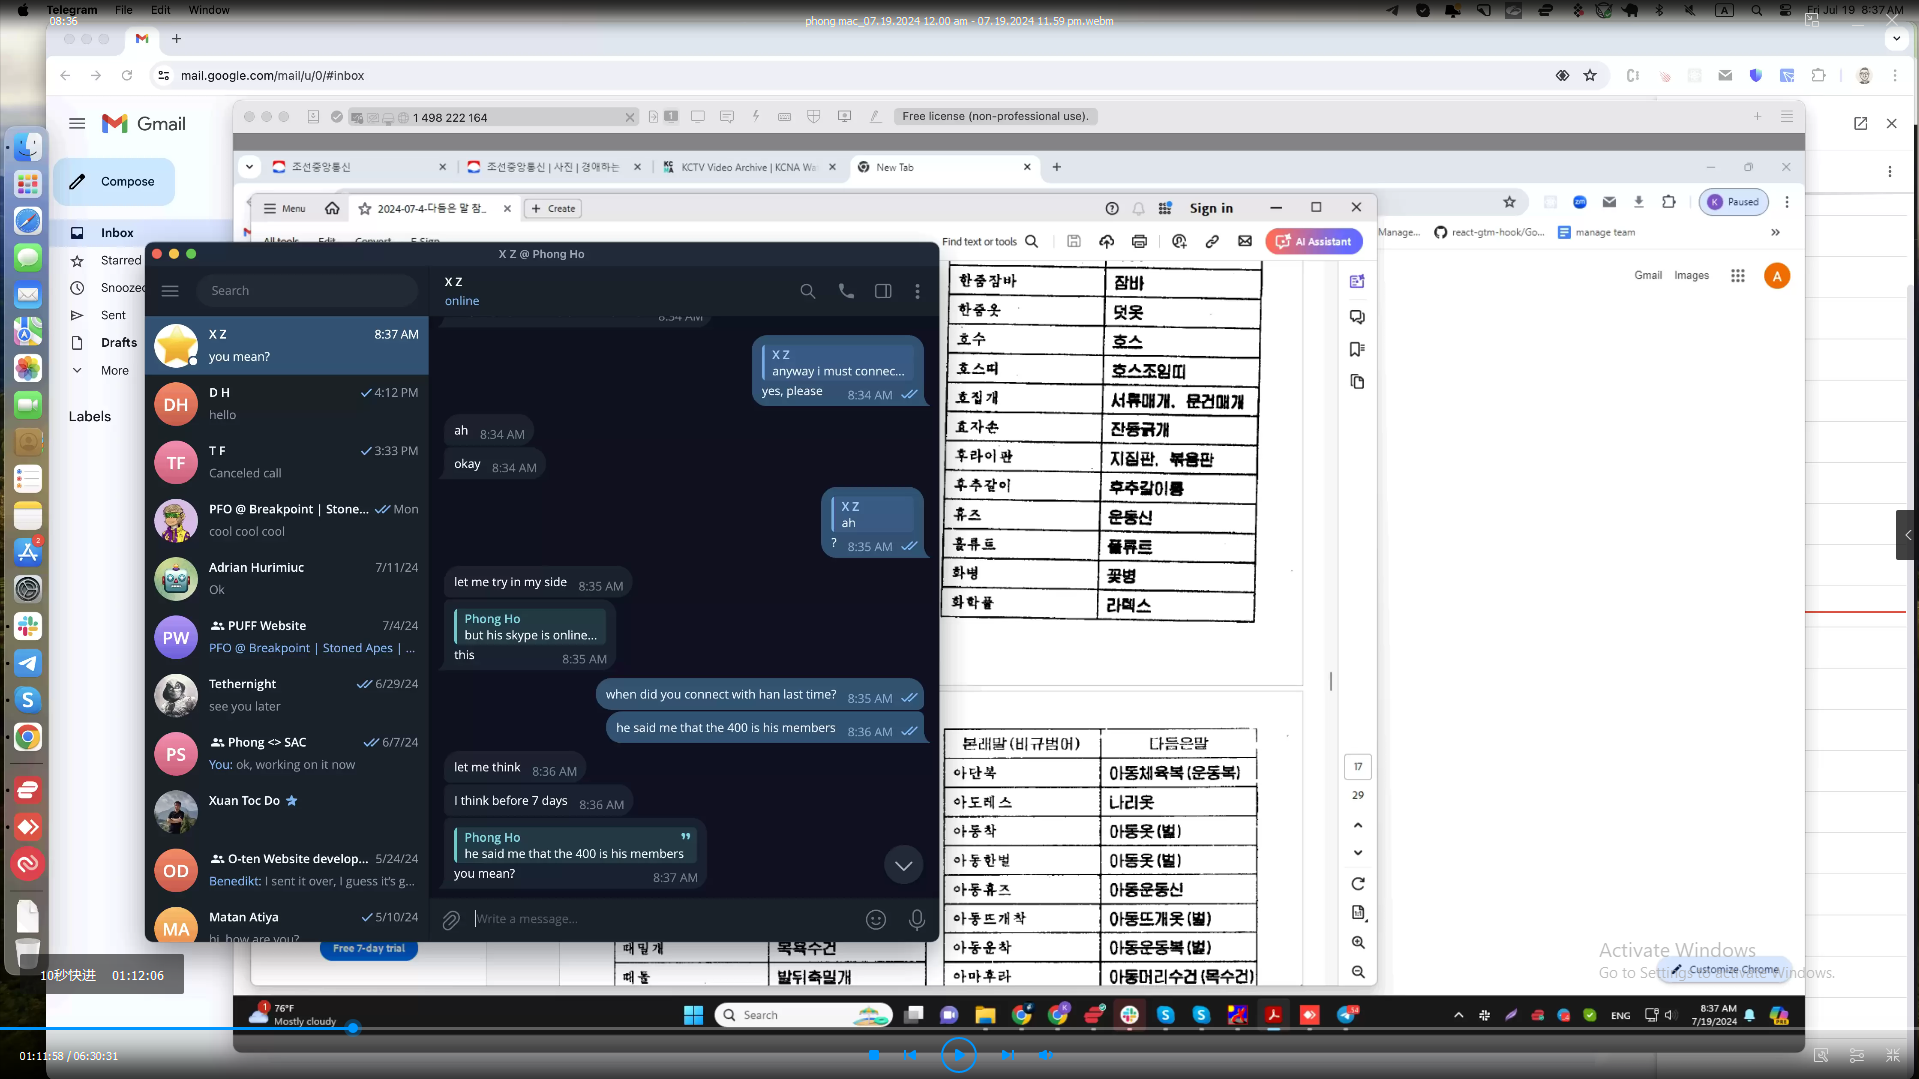 Telegram File Edit Window
Fri Jul 19 8:37 AM
08:36
phong mac_07.19.2024 12.00 am - 07.19.2024 11.59 pm.webm
mail.google.com/mail/u/0/#inbox
Gmail
Compose
Inbox
Starred
Snoozed
Sent
Drafts
More
Labels
1 498 222 164
Free license (non-professional use).
조선중앙통신
조선중앙통신 | 사진 | 경애하는
KCTV Video Archive | KCNA Wa
New Tab
Paused
Manage...
react-gtm-hook/Go...
manage team
Gmail Images
A
Menu
2024-07-4-다듬은 말 잠..
Create
Sign in
All tools Edit Convert E-Sign
Find text or tools
AI Assistant
X Z @ Phong Ho
Search
X Z
online
X Z 8:37 AM
you mean?
DH
D H 4:12 PM
hello
TF
T F 3:33 PM
Canceled call
PFO @ Breakpoint | Stone... Mon
cool cool cool
Adrian Hurimiuc 7/11/24
Ok
PW
PUFF Website 7/4/24
PFO @ Breakpoint | Stoned Apes | ...
Tethernight 6/29/24
see you later
PS
Phong <> SAC 6/7/24
You: ok, working on it now
Xuan Toc Do
OD
O-ten Website develop... 5/24/24
Benedikt: I sent it over, I guess it's g...
MA
Matan Atiya 5/10/24
hi, how are you?
8:34 AM
X Z
anyway i must connec...
yes, please 8:34 AM
ah 8:34 AM
okay 8:34 AM
X Z
ah
? 8:35 AM
let me try in my side 8:35 AM
Phong Ho
but his skype is online...
this 8:35 AM
when did you connect with han last time? 8:35 AM
he said me that the 400 is his members 8:36 AM
let me think 8:36 AM
I think before 7 days 8:36 AM
Phong Ho
he said me that the 400 is his members
you mean? 8:37 AM
Write a message...
한줌잠바 잠바
한줌옷 덧옷
호수 호스
호스띠 호스조임띠
호집개 서류매개, 문건매개
효자손 잔등긁개
후라이판 지짐판, 볶음판
후추갈이 후추갈이통
휴즈 운동신
흘류트 플류트
화병 꽃병
화학풀 라텍스
본래말(비규범어) 다듬은말
아단복 아동체육복(운동복)
아도레스 나리옷
아동착 아동옷(벌)
아동한벌 아동옷(벌)
아동휴즈 아동운동신
아동뜨개착 아동뜨개옷(벌)
아동운착 아동운동복(벌)
아마후라 아동머리수건(목수건)
때밀개 목욕수건
때돌 발뒤축밀개
17
29
Free 7-day trial
Activate Windows
Go to Settings to activate Windows.
Customize Chrome
10秒快进 01:12:06
76°F
Mostly cloudy
Search
ENG
8:37 AM
7/19/2024
01:11:58 / 06:30:31